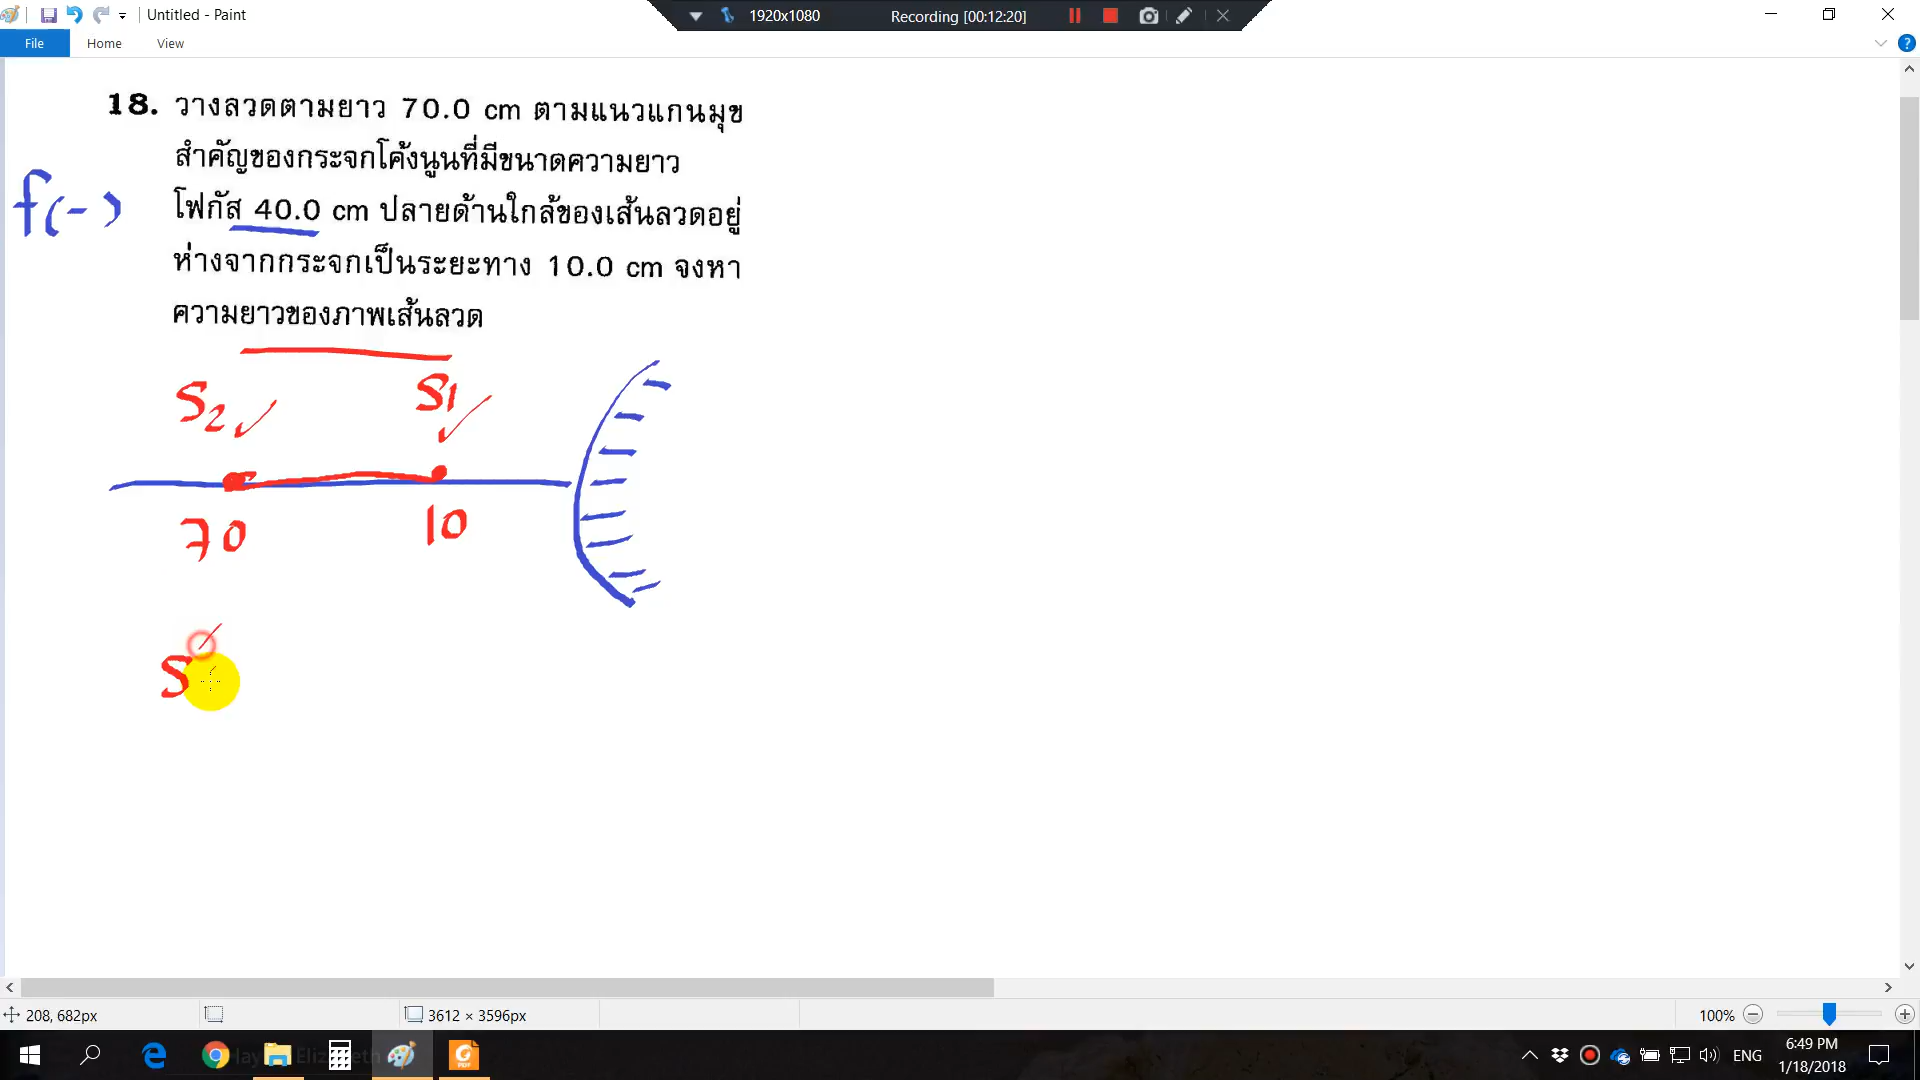 Untitled - Paint
1920x1080
Recording [00:12:20]
File
Home
View
18. วางลวดตามยาว 70.0 cm ตามแนวแกนมุข
สำคัญของกระจกโค้งนูนที่มีขนาดความยาว
f(-)
โฟกัส 40.0 cm ปลายด้านใกล้ของเส้นลวดอยู่
ห่างจากกระจกเป็นระยะทาง 10.0 cm จงหา
ความยาวของภาพเส้นลวด
S2
S1
70
10
S
208, 682px
3612 × 3596px
100%
ENG
6:49 PM
1/18/2018